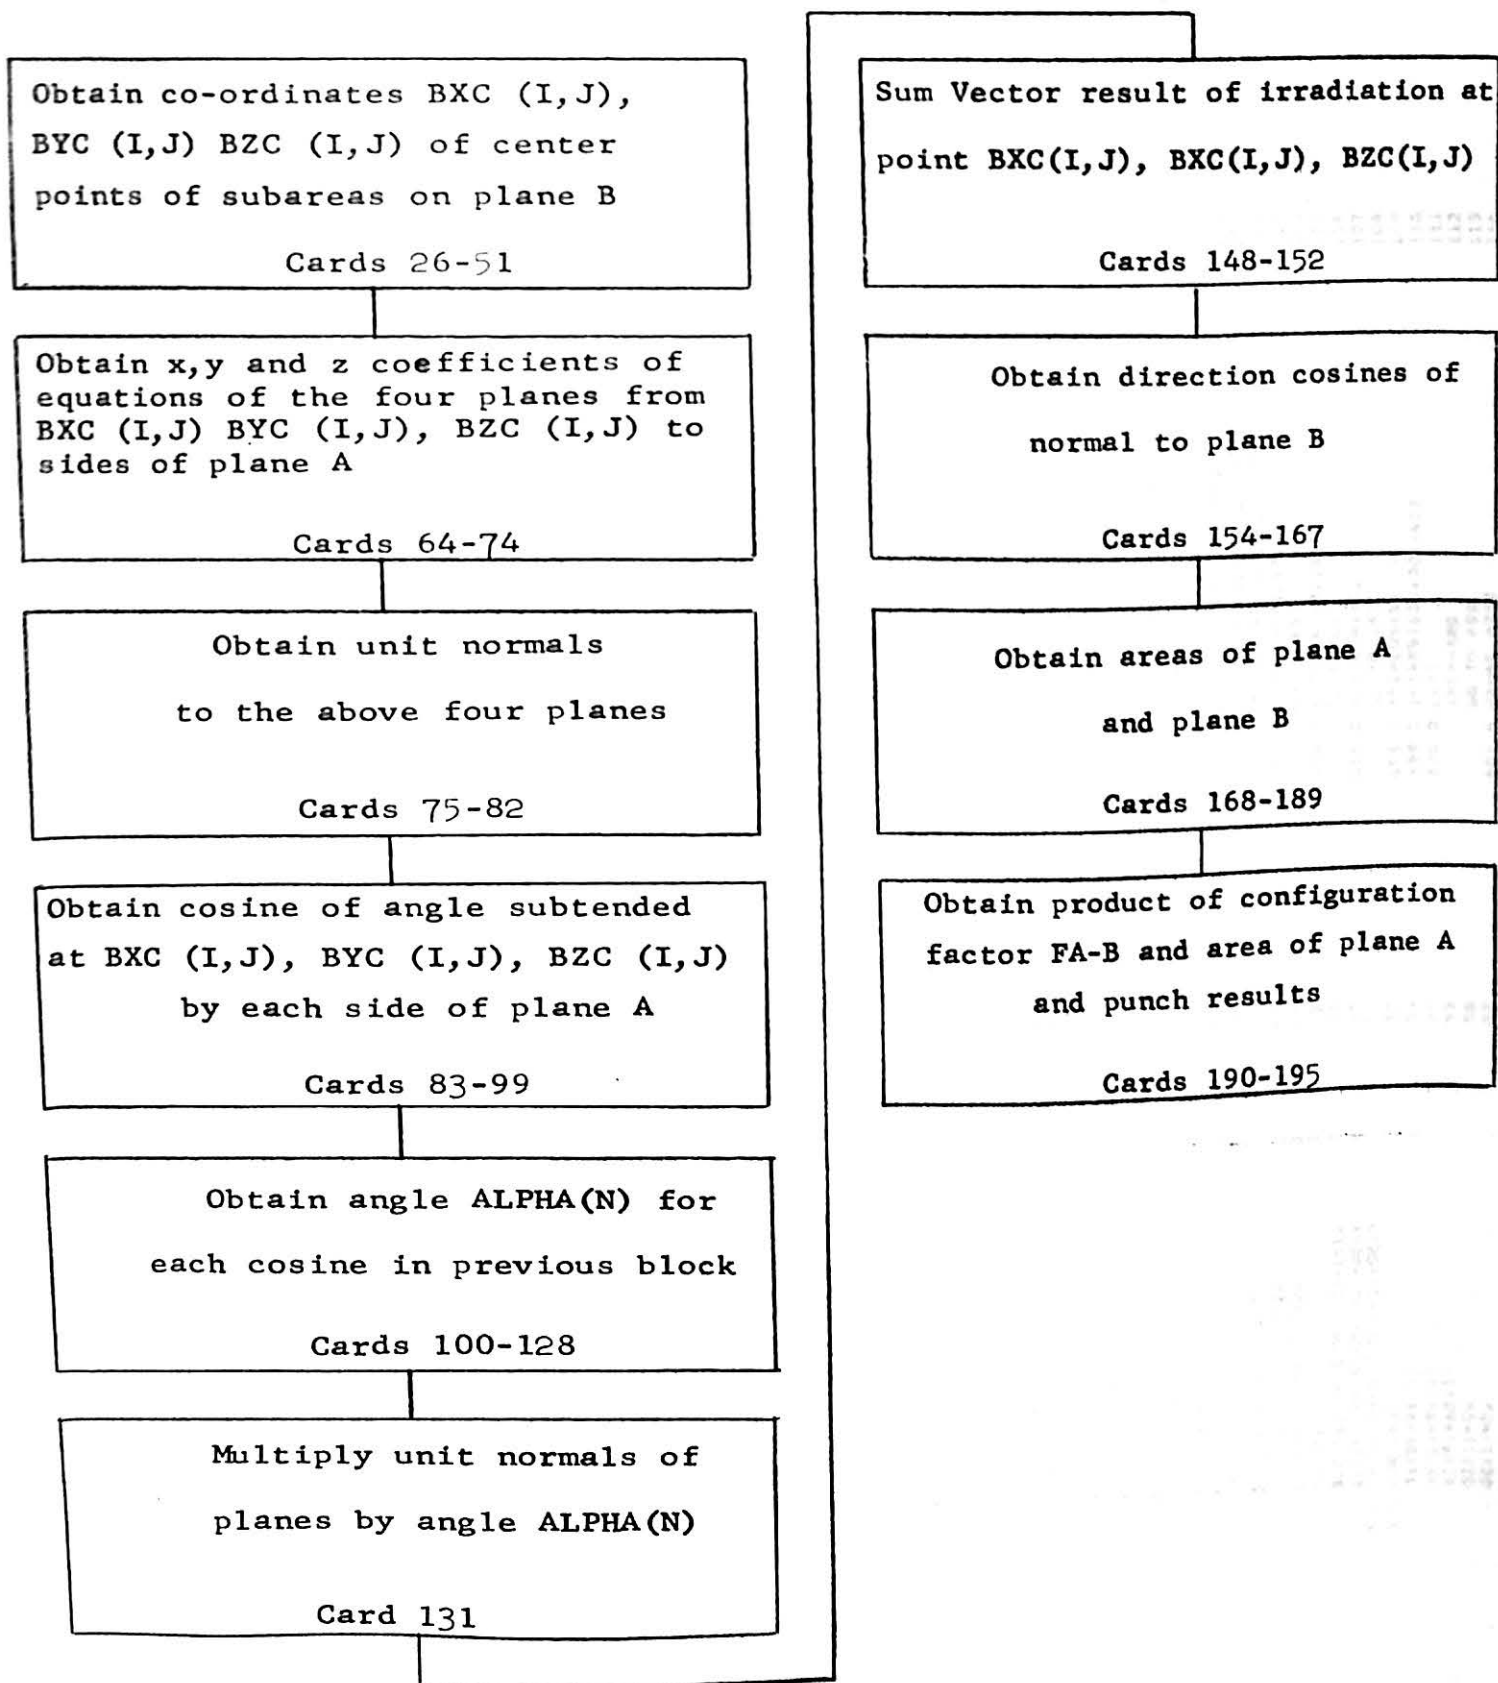 Obtain co-ordinates BXC (I,J),
BYC (I,J) BZC (I,J) of center
points of subareas on plane B
Cards 26-51
Obtain x,y and z coefficients of
equations of the four planes from
BXC (I,J) BYC (I,J), BZC (I,J) to
sides of plane A
Cards 64-74
Obtain unit normals
to the above four planes
Cards 75-82
Obtain cosine of angle subtended
at BXC (I,J), BYC (I,J), BZC (I,J)
by each side of plane A
Cards 83-99
Obtain angle ALPHA(N) for
each cosine in previous block
Cards 100-128
Multiply unit normals of
planes by angle ALPHA(N)
Card 131
Sum Vector result of irradiation at
point BXC(I,J), BXC(I,J), BZC(I,J)
Cards 148-152
Obtain direction cosines of
normal to plane B
Cards 154-167
Obtain areas of plane A
and plane B
Cards 168-189
Obtain product of configuration
factor FA-B and area of plane A
and punch results
Cards 190-195